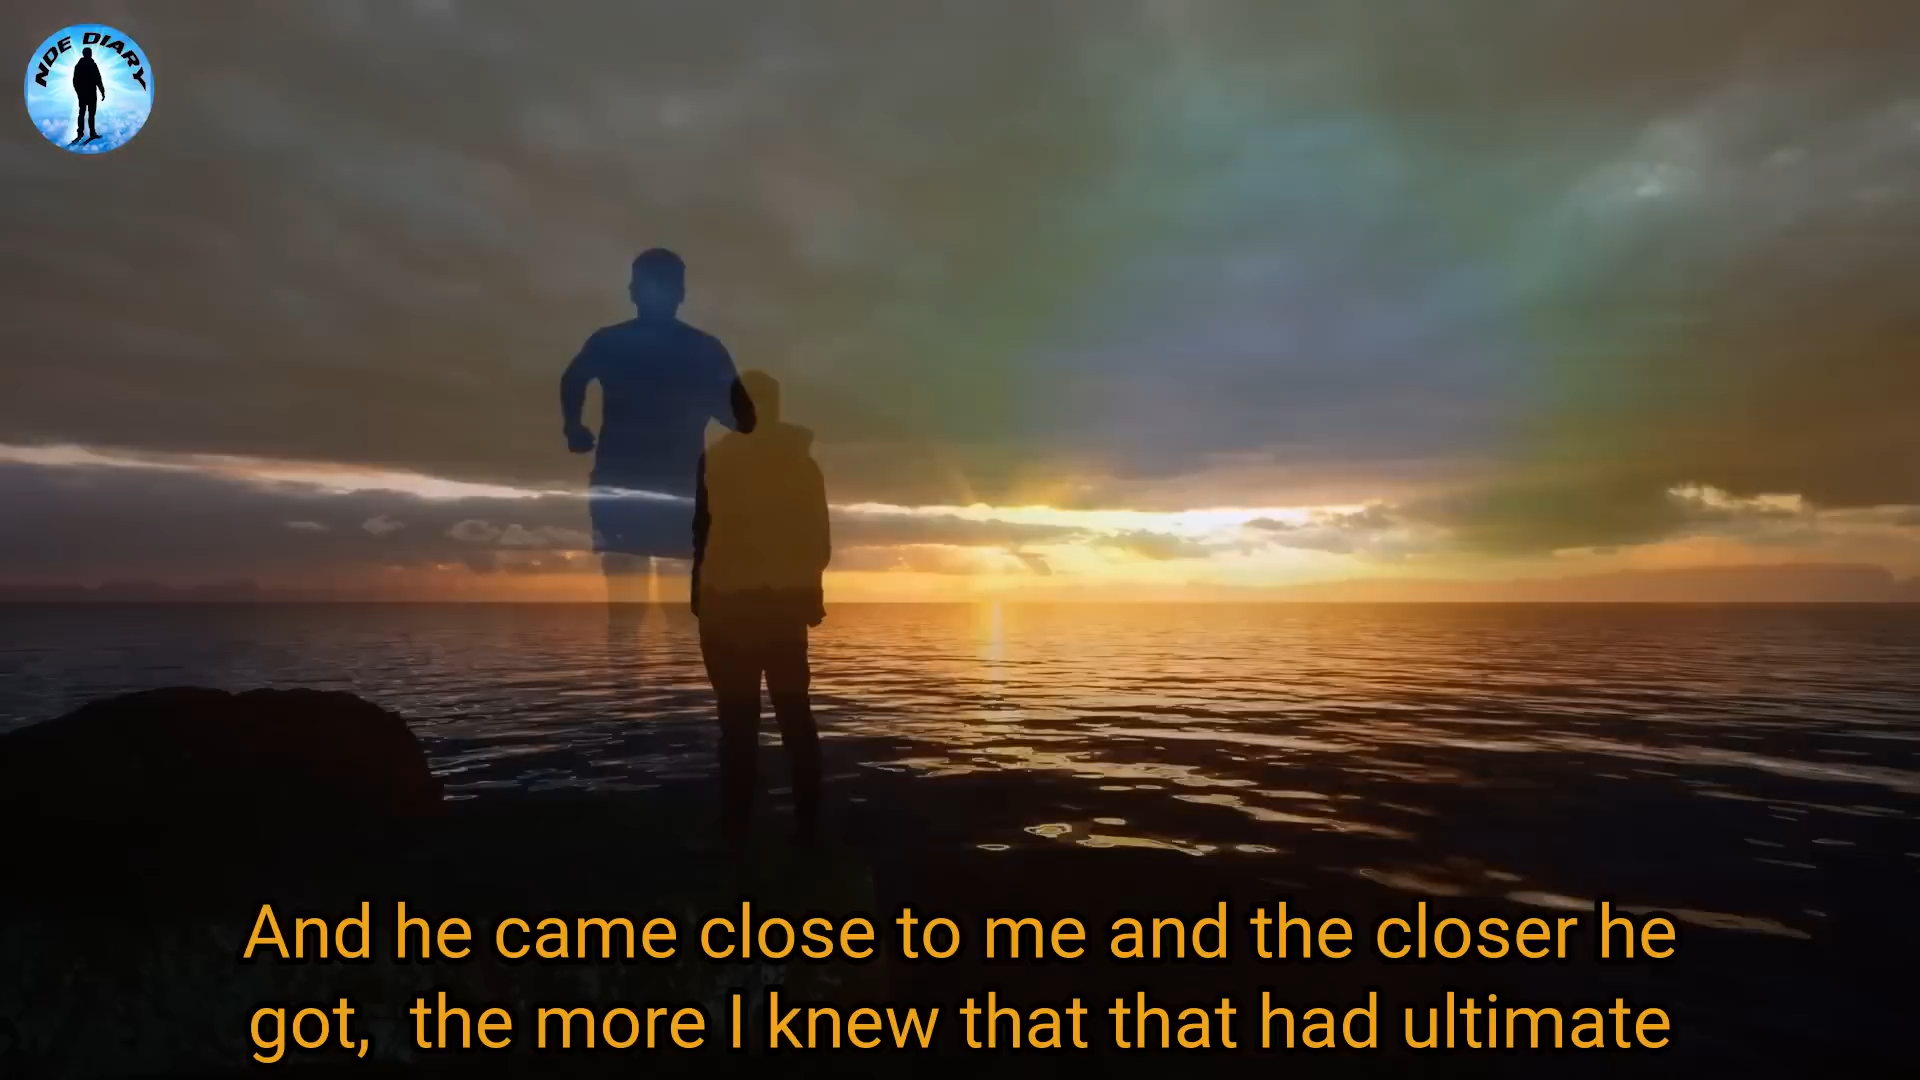 NDE DIARY
And he came close to me and the closer he
got,  the more I knew that that had ultimate